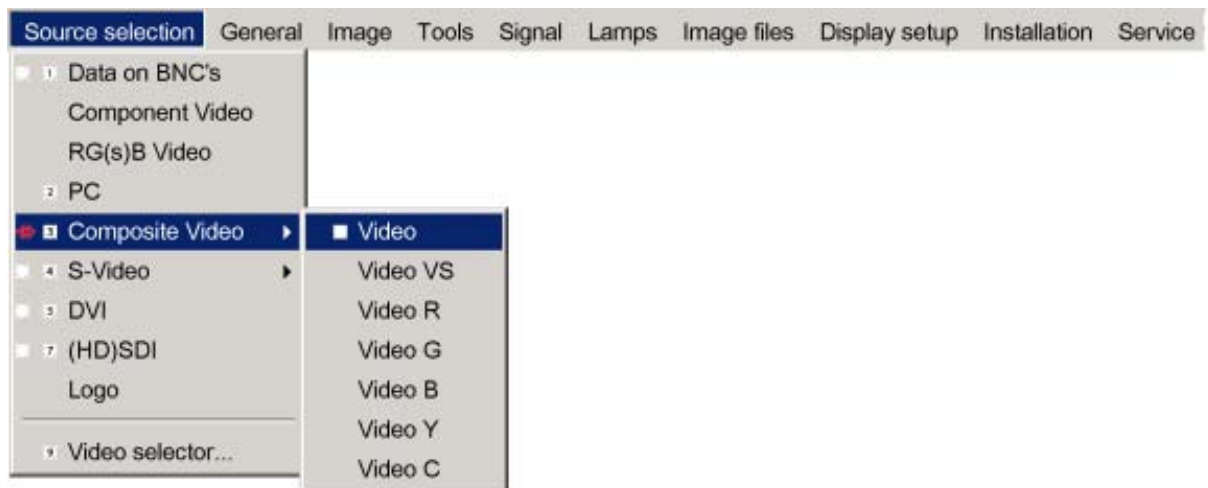 Source selection General Image Tools Signal Lamps Image files Display setup Installation Service
1 Data on BNC's
Component Video
RG(s)B Video
2 PC
3 Composite Video
4 S-Video
5 DVI
7 (HD)SDI
Logo
9 Video selector...
Video
Video VS
Video R
Video G
Video B
Video Y
Video C